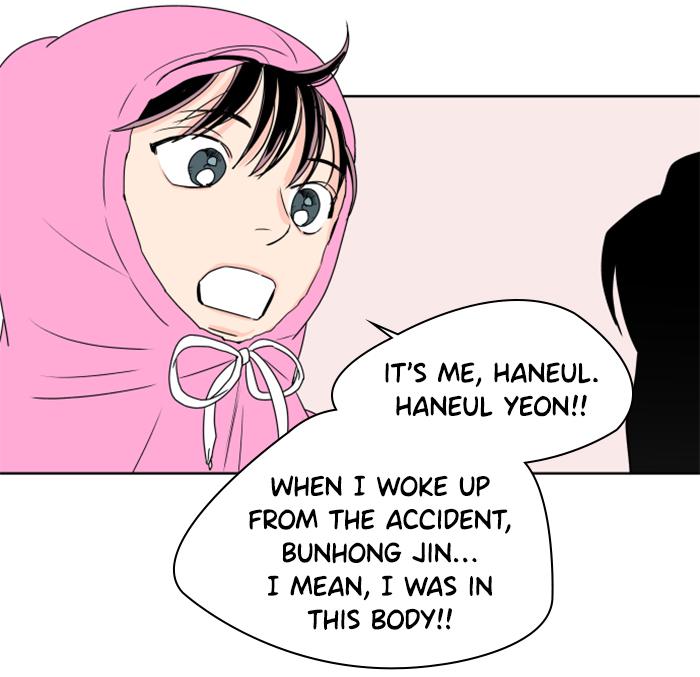 IT'S ME, HANEUL.
HANEUL YEON!!
WHEN I WOKE UP
FROM THE ACCIDENT,
BUNHONG JIN...
I MEAN, I WAS IN
THIS BODY!!